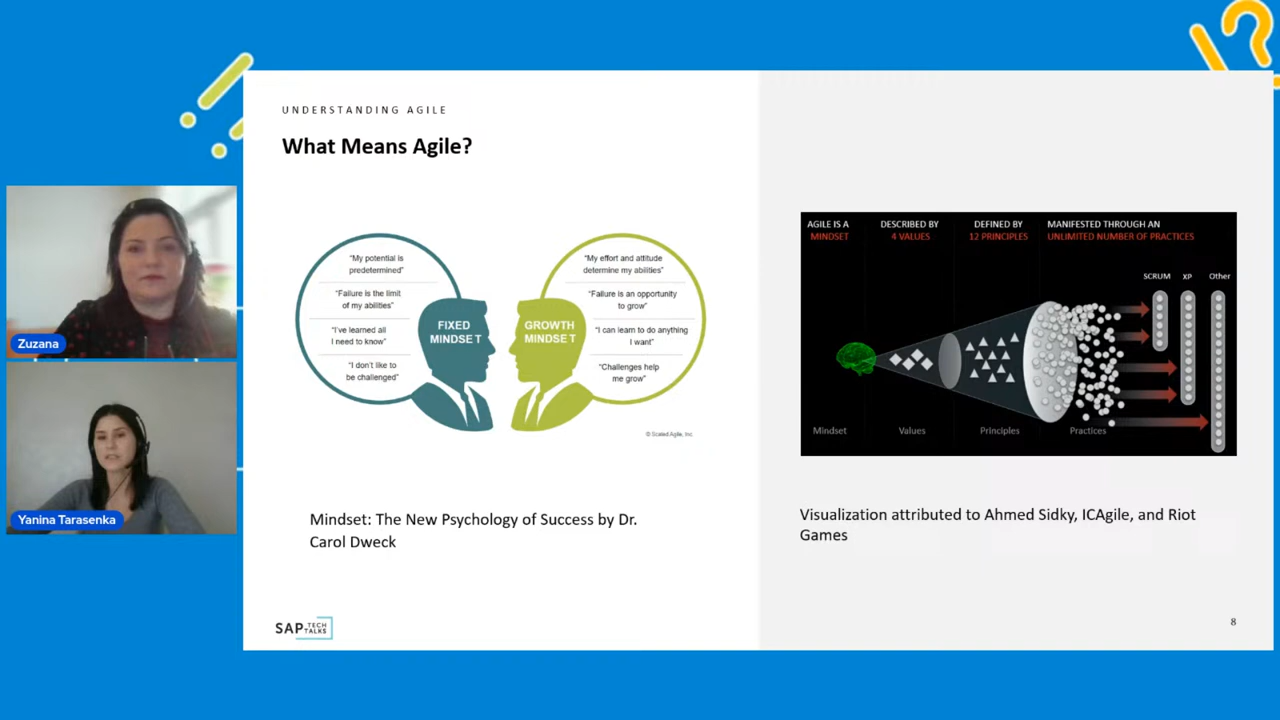 UNDERSTANDING AGILE
What Means Agile?
"My potential is
predetermined"
"Failure is the limit
of my abilities"
"I've learned all
I need to know"
"I don't like to
be challenged"
FIXED
MINDSET
GROWTH
MINDSET
"My effort and attitude
determine my abilities"
"Failure is an opportunity
to grow"
"I can learn to do anything
I want"
"Challenges help
me grow"
© Scaled Agile, Inc.
Mindset: The New Psychology of Success by Dr.
Carol Dweck
AGILE IS A
MINDSET
DESCRIBED BY
4 VALUES
DEFINED BY
12 PRINCIPLES
MANIFESTED THROUGH AN
UNLIMITED NUMBER OF PRACTICES
SCRUM XP Other
Mindset Values Principles Practices
Visualization attributed to Ahmed Sidky, ICAgile, and Riot
Games
Zuzana
Yanina Tarasenka
SAP TECH
TALKS
8